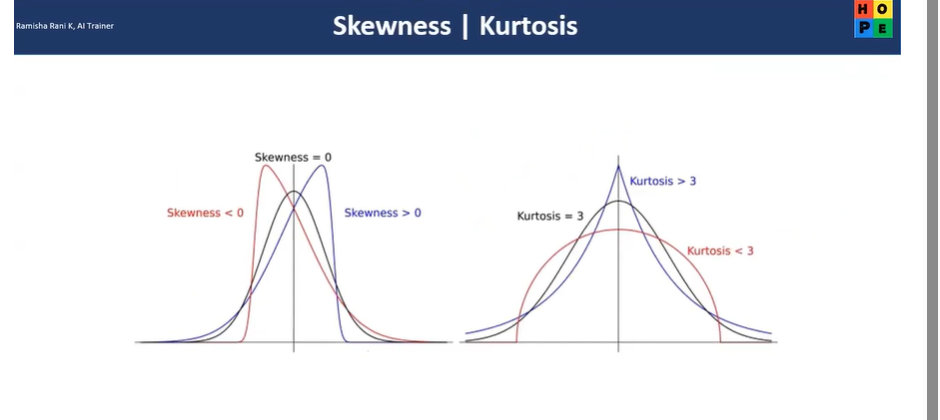 Ramisha Rani K, AI Trainer
Skewness | Kurtosis
H O
P E
Skewness = 0
Skewness < 0
Skewness > 0
Kurtosis > 3
Kurtosis = 3
Kurtosis < 3